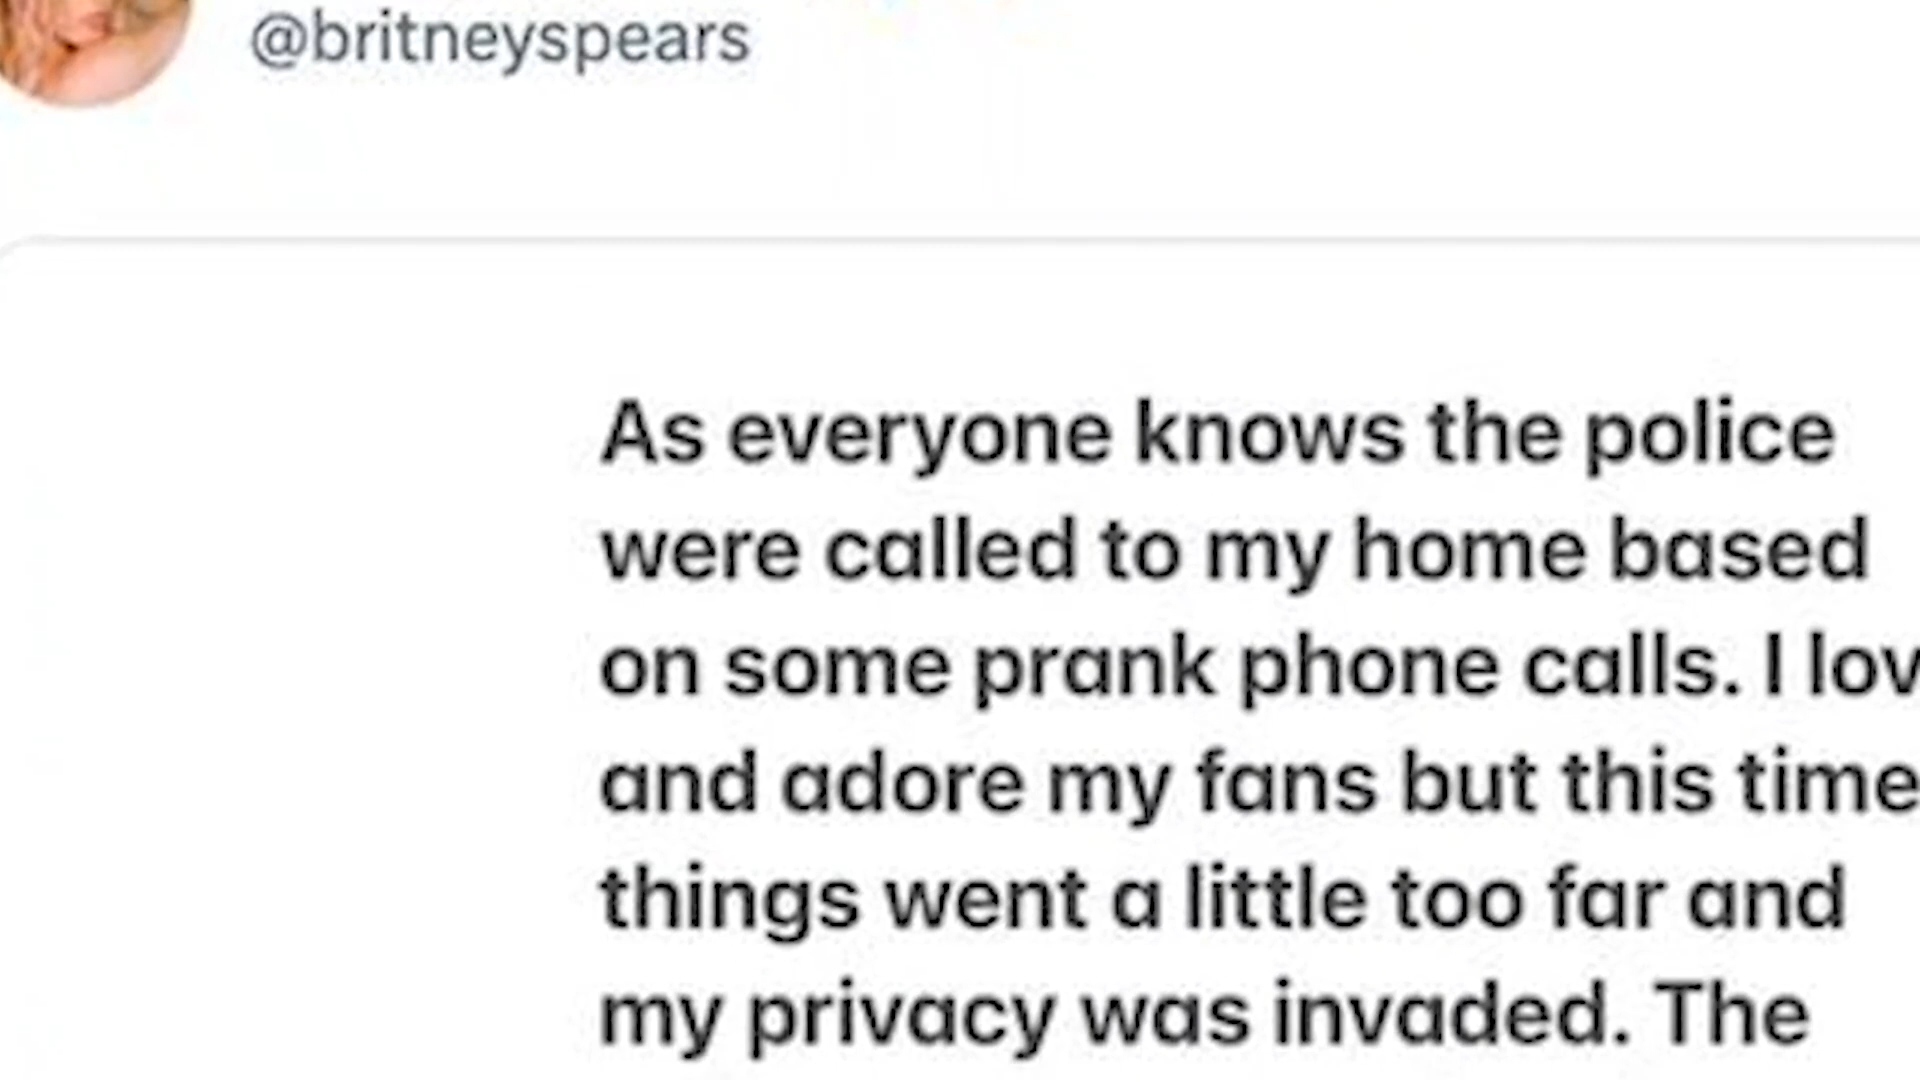 @britneyspears
As everyone knows the police
were called to my home based
on some prank phone calls. I lov
and adore my fans but this time
things went a little too far and
my privacy was invaded. The